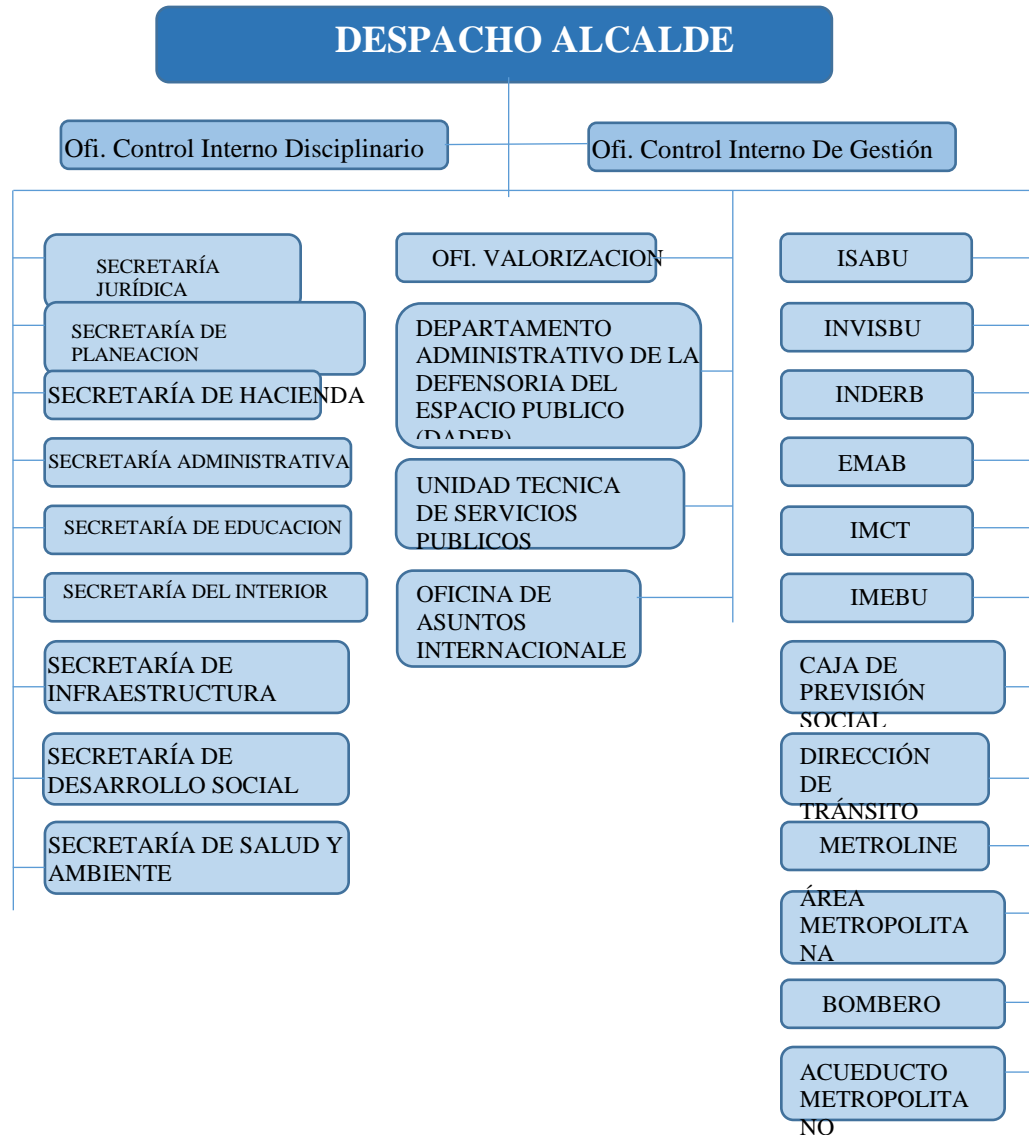 DESPACHO ALCALDE
Ofi. Control Interno Disciplinario
Ofi. Control Interno De Gestión
SECRETARÍA
JURÍDICA
SECRETARÍA DE
PLANEACION
SECRETARÍA DE HACIENDA
SECRETARÍA ADMINISTRATIVA
SECRETARÍA DE EDUCACION
SECRETARÍA DEL INTERIOR
SECRETARÍA DE
INFRAESTRUCTURA
SECRETARÍA DE
DESARROLLO SOCIAL
SECRETARÍA DE SALUD Y
AMBIENTE
OFI. VALORIZACION
DEPARTAMENTO
ADMINISTRATIVO DE LA
DEFENSORIA DEL
ESPACIO PUBLICO
(DADEP)
UNIDAD TECNICA
DE SERVICIOS
PUBLICOS
OFICINA DE
ASUNTOS
INTERNACIONALE
ISABU
INVISBU
INDERB
EMAB
IMCT
IMEBU
CAJA DE
PREVISIÓN
SOCIAL
DIRECCIÓN
DE
TRÁNSITO
METROLINE
ÁREA
METROPOLITA
NA
BOMBERO
ACUEDUCTO
METROPOLITA
NO